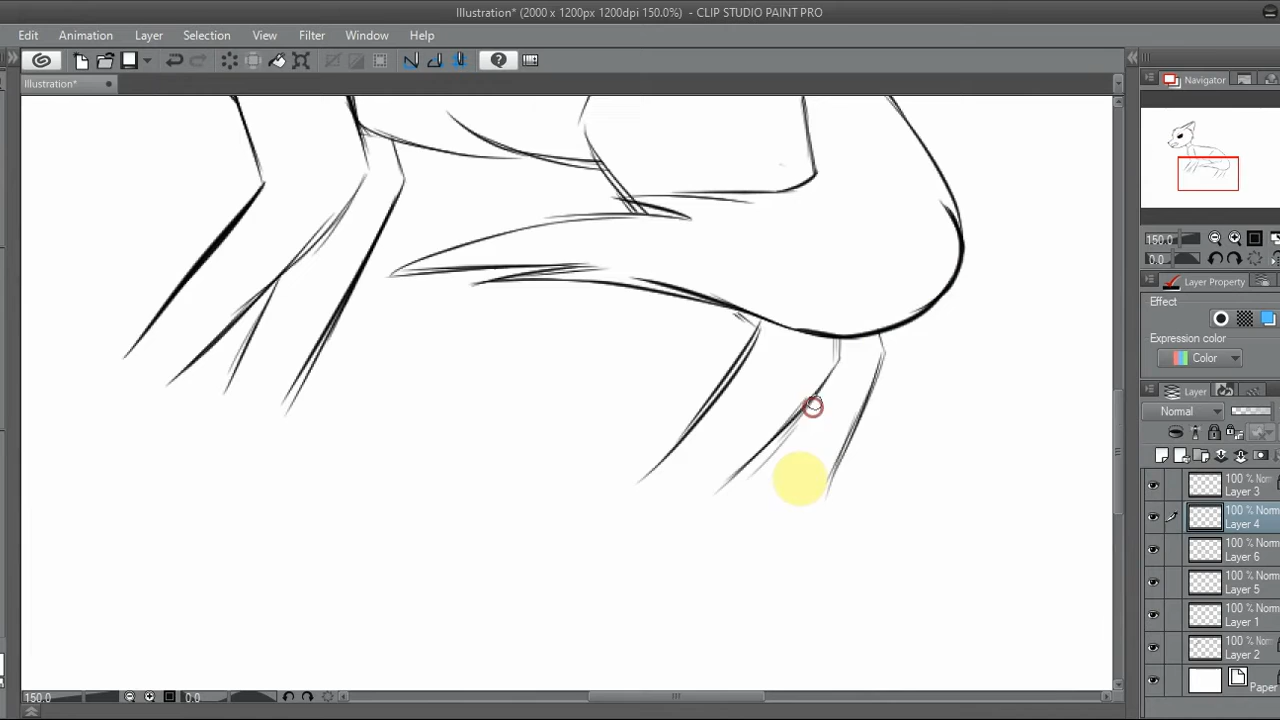 Illustration* (2000 x 1200px 1200dpi 150.0%) - CLIP STUDIO PAINT PRO
Edit Animation Layer Selection View Filter Window Help
Illustration*
Navigator
150.0
0.0
Layer Property
Effect
Expression color
Color
Layer
Normal
100 % Norm
Layer 3
100 % Norm
Layer 4
100 % Norm
Layer 6
100 % Norm
Layer 5
100 % Norm
Layer 1
100 % Norm
Layer 2
Paper
150.0 0.0